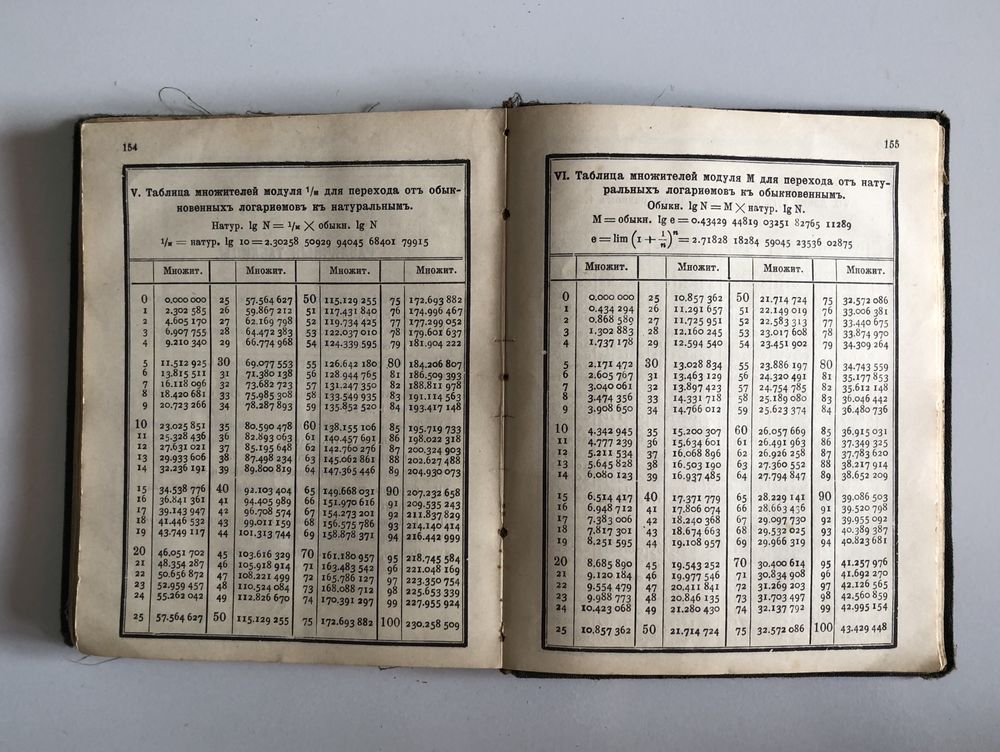 154
V. Таблица множителей модуля ¹/м для перехода отъ обык-
новенныхъ логариѳмовъ къ натуральнымъ.
Натур. lg N = ¹/м × обыкн. lg N
¹/м = натур. lg 10 = 2.30258 50929 94045 68401 79915
Множит. Множит. Множит. Множит.
0 0,000 000 25 57.564 627 50 115.129 255 75 172.693 882
1 2.302 585 26 59.867 212 51 117.431 840 76 174.996 467
2 4.605 170 27 62.169 798 52 119.734 425 77 177.299 052
3 6.907 755 28 64.472 383 53 122.037 010 78 179.601 637
4 9.210 340 29 66.774 968 54 124.339 595 79 181.904 222
5 11.512 925 30 69.077 553 55 126.642 180 80 184.206 807
6 13.815 511 31 71.380 138 56 128.944 765 81 186.509 393
7 16.118 096 32 73.682 723 57 131.247 350 82 188.811 978
8 18.420 681 33 75.985 308 58 133.549 935 83 191.114 563
9 20.723 266 34 78.287 893 59 135.852 520 84 193.417 148
10 23.025 851 35 80.590 478 60 138.155 106 85 195.719 733
11 25.328 436 36 82.893 063 61 140.457 691 86 198.022 318
12 27.631 021 37 85.195 648 62 142.760 276 87 200.324 903
13 29.933 606 38 87.498 234 63 145.062 861 88 202.627 488
14 32.236 191 39 89.800 819 64 147.365 446 89 204.930 073
15 34.538 776 40 92.103 404 65 149.668 031 90 207.232 658
16 36.841 361 41 94.405 989 66 151.970 616 91 209.535 243
17 39.143 947 42 96.708 574 67 154.273 201 92 211.837 829
18 41.446 532 43 99.011 159 68 156.575 786 93 214.140 414
19 43.749 117 44 101.313 744 69 158.878 371 94 216.442 999
20 46.051 702 45 103.616 329 70 161.180 957 95 218.745 584
21 48.354 287 46 105.918 914 71 163.483 542 96 221.048 169
22 50.656 872 47 108.221 499 72 165.786 127 97 223.350 754
23 52.959 457 48 110.524 084 73 168.088 712 98 225.653 339
24 55.262 042 49 112.826 670 74 170.391 297 99 227.955 924
25 57.564 627 50 115.129 255 75 172.693 882 100 230.258 509
155
VI. Таблица множителей модуля М для перехода отъ нату-
ральныхъ логариѳмовъ къ обыкновеннымъ.
Обыкн. lg N = M × натур. lg N.
M = обыкн. lg e = 0.43429 44819 03251 82765 11289
e = lim (1 + 1/n)ⁿ = 2.71828 18284 59045 23536 02875
Множит. Множит. Множит. Множит.
0 0,000 000 25 10.857 362 50 21.714 724 75 32.572 086
1 0.434 294 26 11.291 657 51 22.149 019 76 33.006 381
2 0.868 589 27 11.725 951 52 22.583 313 77 33.440 675
3 1.302 883 28 12.160 245 53 23.017 608 78 33.874 970
4 1.737 178 29 12.594 540 54 23.451 902 79 34.309 264
5 2.171 472 30 13.028 834 55 23.886 197 80 34.743 559
6 2.605 767 31 13.463 129 56 24.320 491 81 35.177 853
7 3.040 061 32 13.897 423 57 24.754 785 82 35.612 148
8 3.474 356 33 14.331 718 58 25.189 080 83 36.046 442
9 3.908 650 34 14.766 012 59 25.623 374 84 36.480 736
10 4.342 945 35 15.200 307 60 26.057 669 85 36.915 031
11 4.777 239 36 15.634 601 61 26.491 963 86 37.349 325
12 5.211 534 37 16.068 896 62 26.926 258 87 37.783 620
13 5.645 828 38 16.503 190 63 27.360 552 88 38.217 914
14 6.080 123 39 16.937 485 64 27.794 847 89 38.652 209
15 6.514 417 40 17.371 779 65 28.229 141 90 39.086 503
16 6.948 712 41 17.806 074 66 28.663 436 91 39.520 798
17 7.383 006 42 18.240 368 67 29.097 730 92 39.955 092
18 7.817 301 43 18.674 663 68 29.532 025 93 40.389 387
19 8.251 595 44 19.108 957 69 29.966 319 94 40.823 681
20 8.685 890 45 19.543 252 70 30.400 614 95 41.257 976
21 9.120 184 46 19.977 546 71 30.834 908 96 41.692 270
22 9.554 479 47 20.411 841 72 31.269 203 97 42.126 565
23 9.988 773 48 20.846 135 73 31.703 497 98 42.560 859
24 10.423 068 49 21.280 430 74 32.137 792 99 42.995 154
25 10.857 362 50 21.714 724 75 32.572 086 100 43.429 448